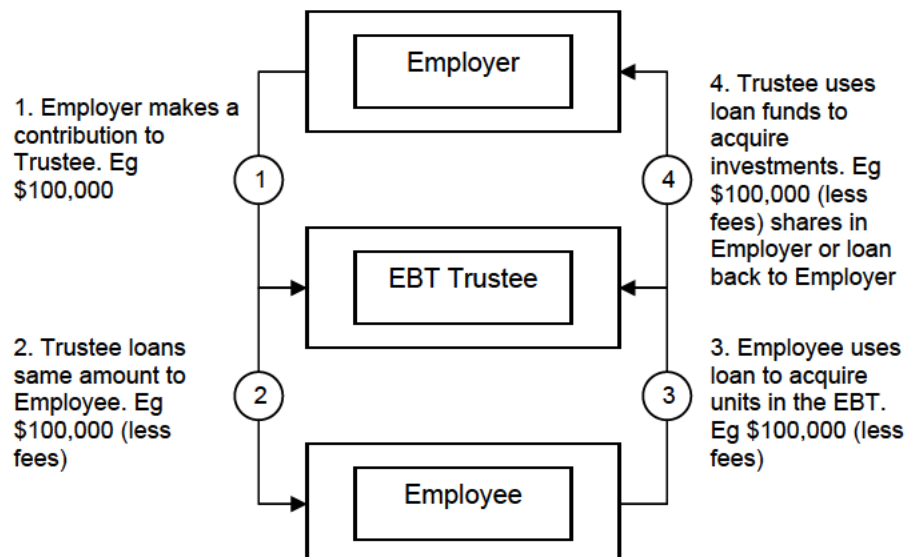 Employer
1. Employer makes a
contribution to
Trustee. Eg
$100,000
1
4. Trustee uses
loan funds to
acquire
investments. Eg
$100,000 (less
fees) shares in
Employer or loan
back to Employer
4
EBT Trustee
2. Trustee loans
same amount to
Employee. Eg
$100,000 (less
fees)
2
3. Employee uses
loan to acquire
units in the EBT.
Eg $100,000 (less
fees)
3
Employee